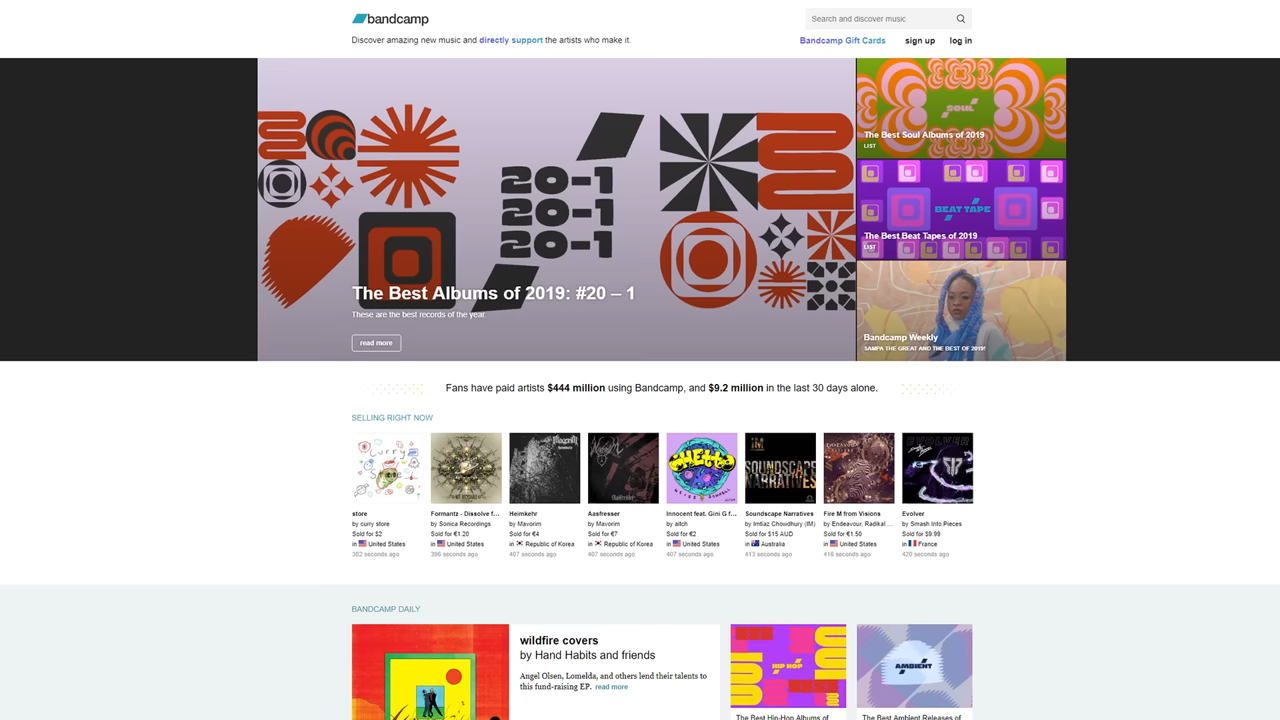 bandcamp
Search and discover music
Discover amazing new music and directly support the artists who make it.
Bandcamp Gift Cards
sign up
log in
20-1
20-1
20-1
The Best Albums of 2019: #20 – 1
These are the best records of the year.
read more
SOUL
The Best Soul Albums of 2019
LIST
BEAT TAPE
The Best Beat Tapes of 2019
LIST
Bandcamp Weekly
SAMPA THE GREAT AND THE BEST OF 2019!
Fans have paid artists $444 million using Bandcamp, and $9.2 million in the last 30 days alone.
SELLING RIGHT NOW
curry
SOUNDSCAPE
NARRATIVES
EVOLVER
store
by curry store
Sold for $2
in United States
382 seconds ago
Formantz - Dissolve f...
by Sonica Recordings
Sold for €1.20
in United States
396 seconds ago
Heimkehr
by Mavorim
Sold for €4
in Republic of Korea
407 seconds ago
Aasfresser
by Mavorim
Sold for €7
in Republic of Korea
407 seconds ago
Innocent feat. Gini G f...
by aitch
Sold for €2
in United States
407 seconds ago
Soundscape Narratives
by Imtiaz Chowdhury (IM)
Sold for $15 AUD
in Australia
413 seconds ago
Fire M from Visions
by Endeavour, Radikal ...
Sold for €1.50
in United States
416 seconds ago
Evolver
by Smash Into Pieces
Sold for $9.99
in France
420 seconds ago
BANDCAMP DAILY
wildfire covers
by Hand Habits and friends
Angel Olsen, Lomelda, and others lend their talents to
this fund-raising EP. read more
HIP HOP
The Best Hip-Hop Albums of
AMBIENT
The Best Ambient Releases of